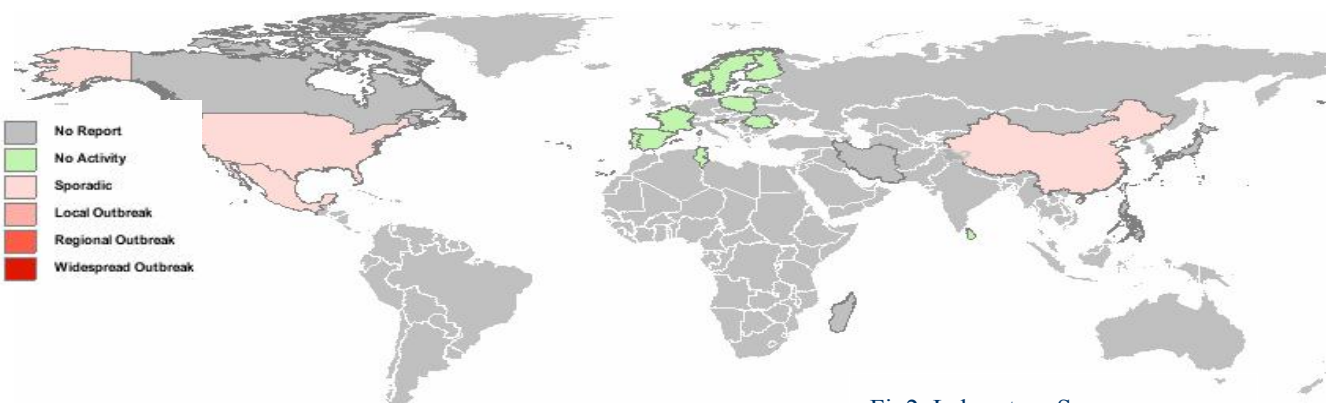 No Report
No Activity
Sporadic
Local Outbreak
Regional Outbreak
Widespread Outbreak